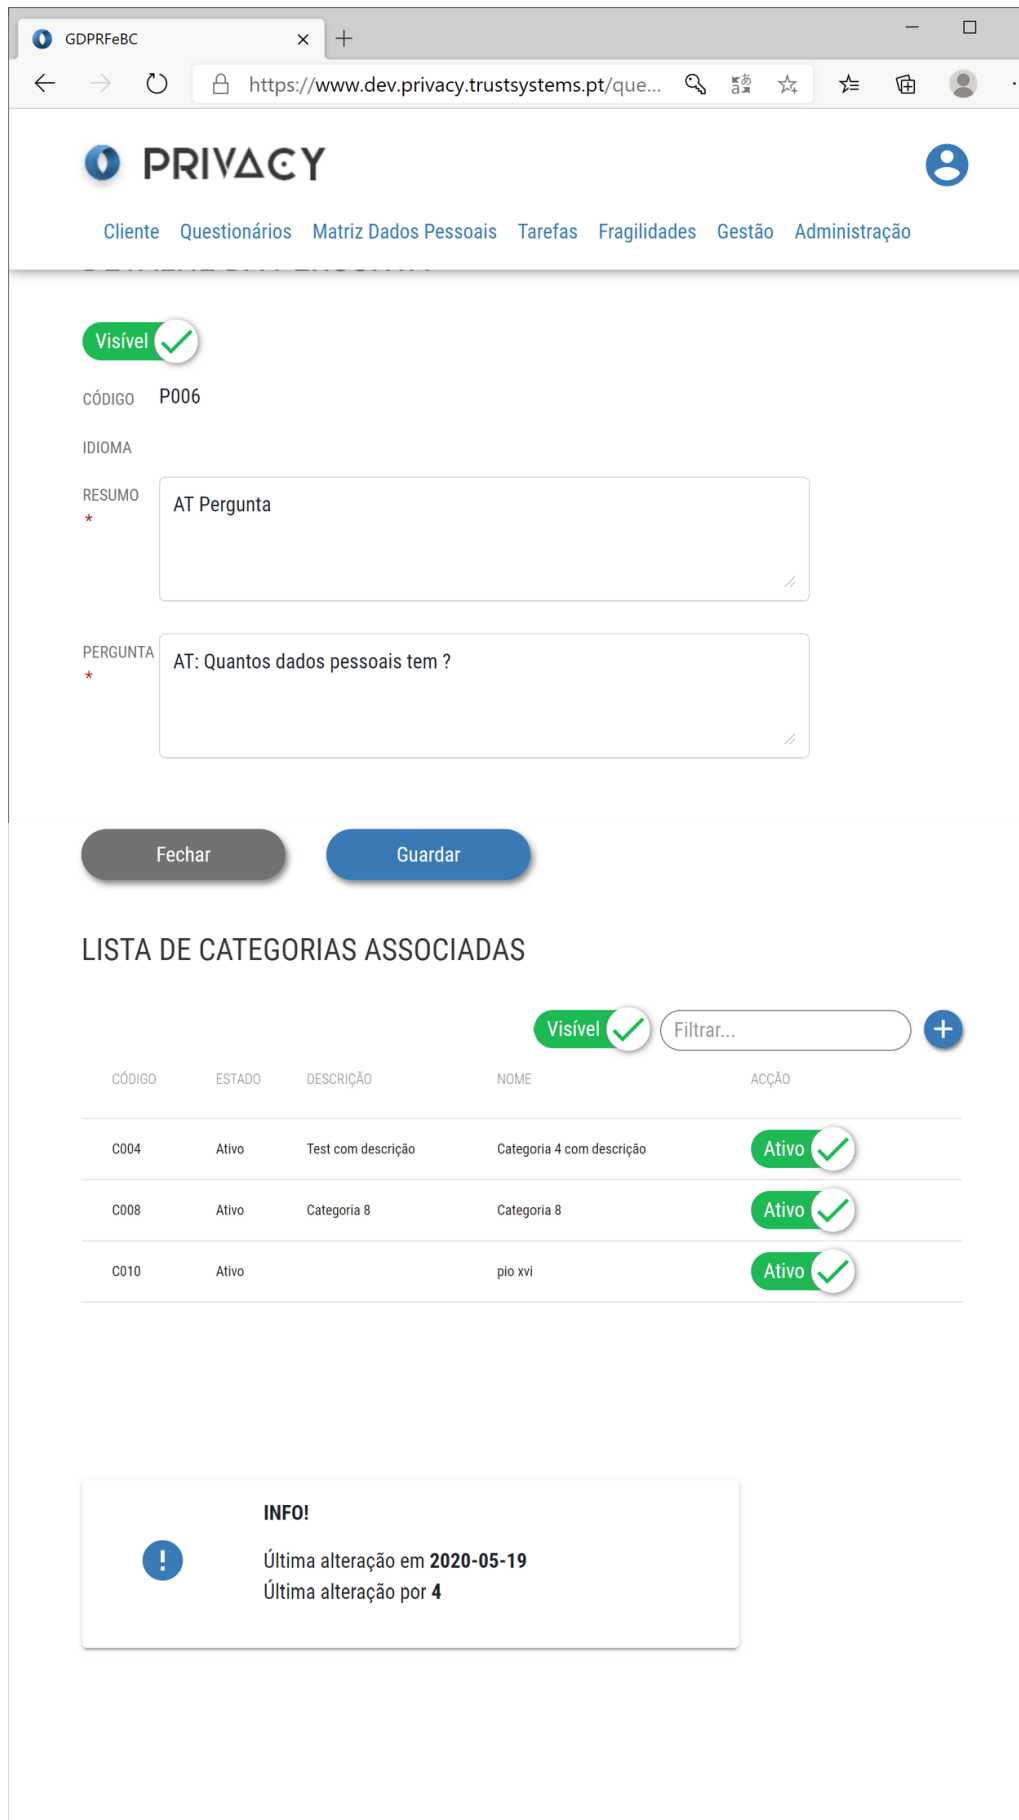 GDPRFeBC
https://www.dev.privacy.trustsystems.pt/que...
PRIVACY
Cliente Questionários Matriz Dados Pessoais Tarefas Fragilidades Gestão Administração
Visível
CÓDIGO P006
IDIOMA
RESUMO * AT Pergunta
PERGUNTA * AT: Quantos dados pessoais tem ?
Fechar Guardar
LISTA DE CATEGORIAS ASSOCIADAS
Visível Filtrar...
CÓDIGO ESTADO DESCRIÇÃO NOME ACÇÃO
C004 Ativo Test com descrição Categoria 4 com descrição Ativo
C008 Ativo Categoria 8 Categoria 8 Ativo
C010 Ativo pio xvi Ativo
INFO!
Última alteração em 2020-05-19
Última alteração por 4